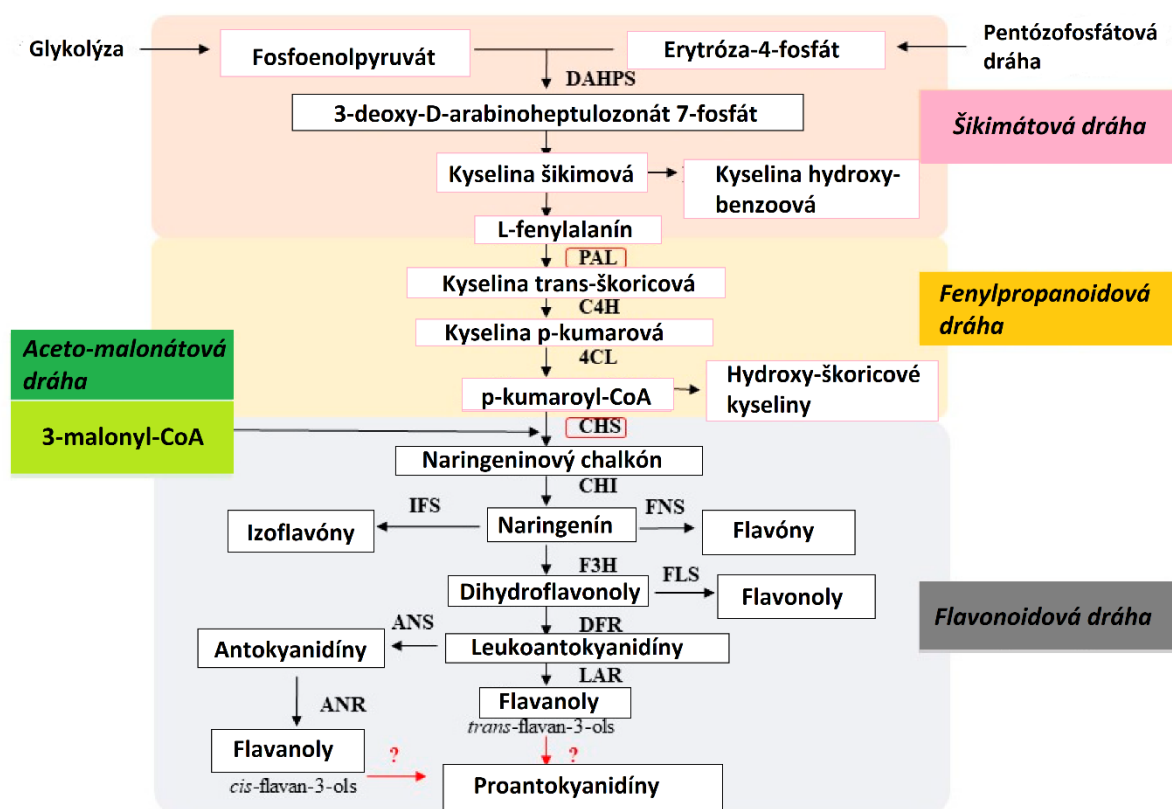 Glykolýza
Fosfoenolpyruvát
Erytróza-4-fosfát
Pentózofosfátová
dráha
DAHPS
3-deoxy-D-arabinoheptulozonát 7-fosfát
Šikimátová dráha
Kyselina šikimová
Kyselina hydroxy-
benzoová
L-fenylalanín
PAL
Kyselina trans-škoricová
C4H
Fenylpropanoidová
dráha
Kyselina p-kumarová
Aceto-malonátová
dráha
4CL
p-kumaroyl-CoA
Hydroxy-škoricové
kyseliny
3-malonyl-CoA
CHS
Naringeninový chalkón
CHI
IFS
FNS
Izoflavóny
Naringenín
Flavóny
F3H
FLS
Dihydroflavonoly
Flavonoly
Flavonoidová dráha
ANS
DFR
Antokyanidíny
Leukoantokyanidíny
LAR
ANR
Flavanoly
trans-flavan-3-ols
Flavanoly
?
?
cis-flavan-3-ols
Proantokyanidíny